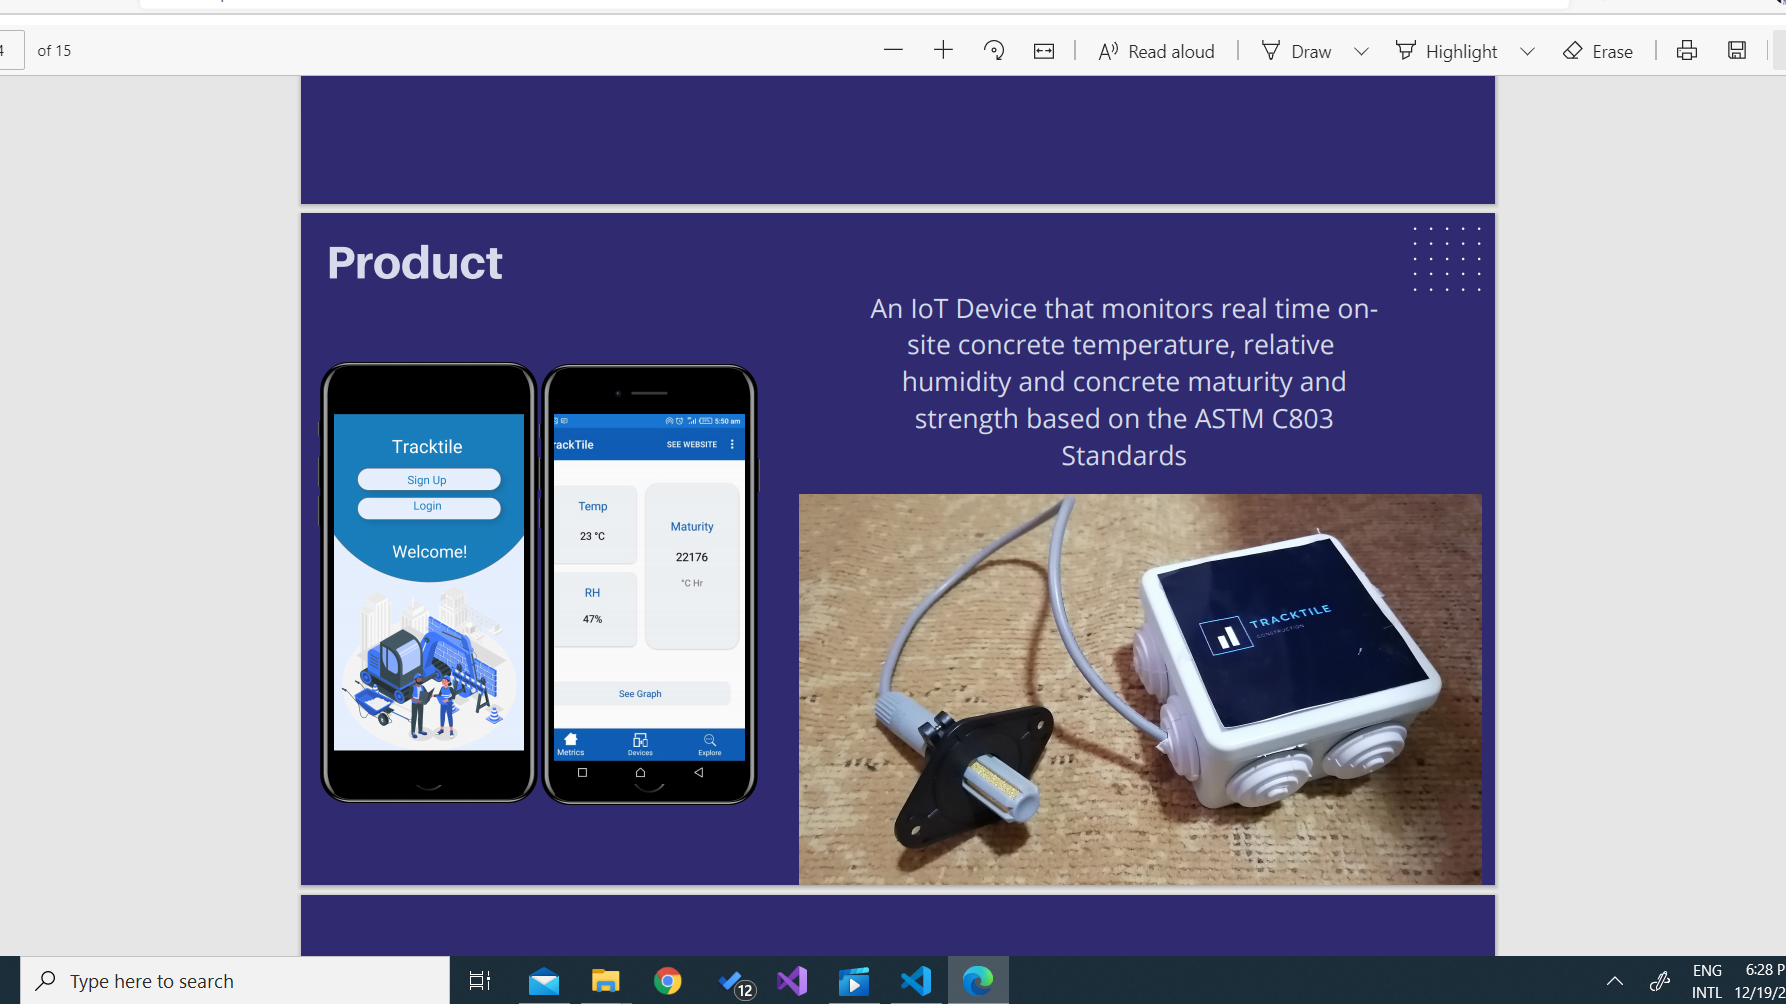 of 15
Read aloud
Draw
Highlight
Erase
Product
An IoT Device that monitors real time on-
site concrete temperature, relative
humidity and concrete maturity and
strength based on the ASTM C803
Standards
Tracktile
Sign Up
Login
Welcome!
5:50 am
rackTile
SEE WEBSITE
Temp
23 °C
Maturity
22176
°C Hr
RH
47%
See Graph
Metrics
Devices
Explore
TRACKTILE
CONSTRUCTION
Type here to search
12
ENG
INTL
6:28 P
12/19/2